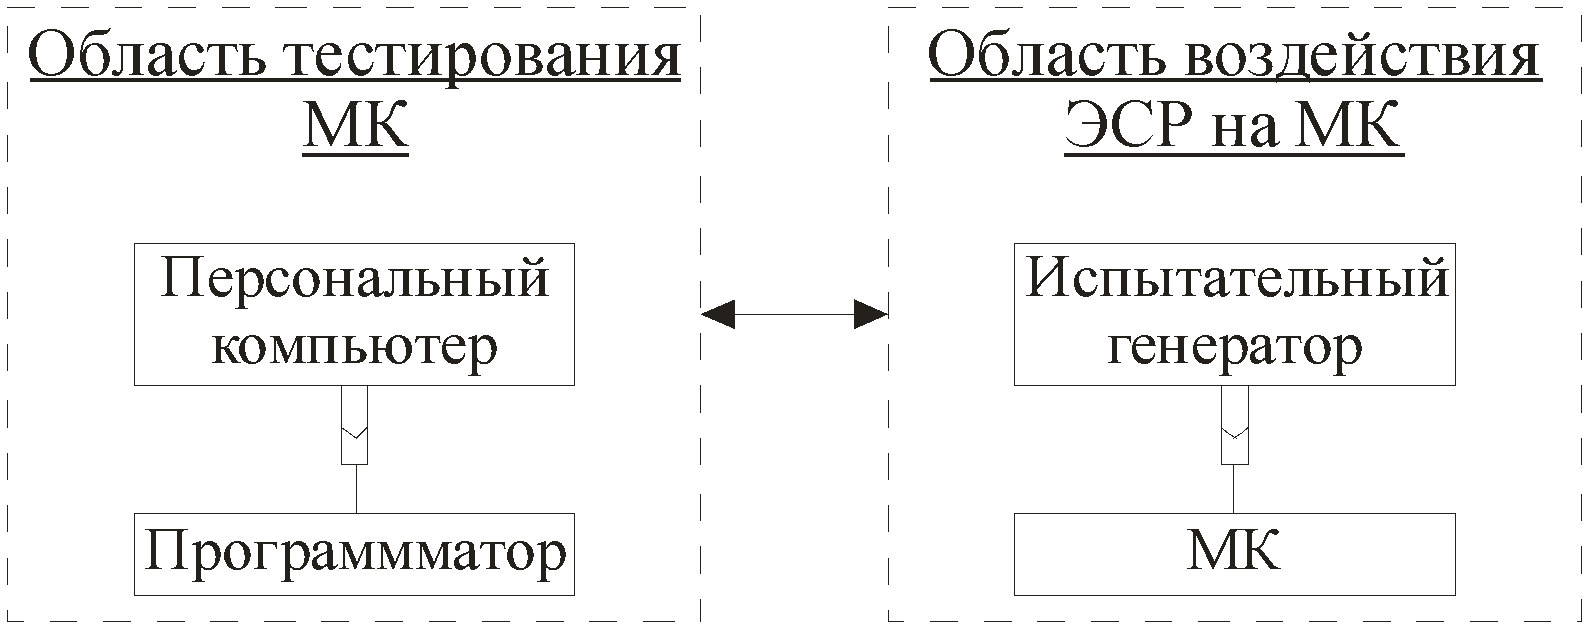 Область тестирования
МК
Персональный
компьютер
Программматор
Область воздействия
ЭСР на МК
Испытательный
генератор
МК